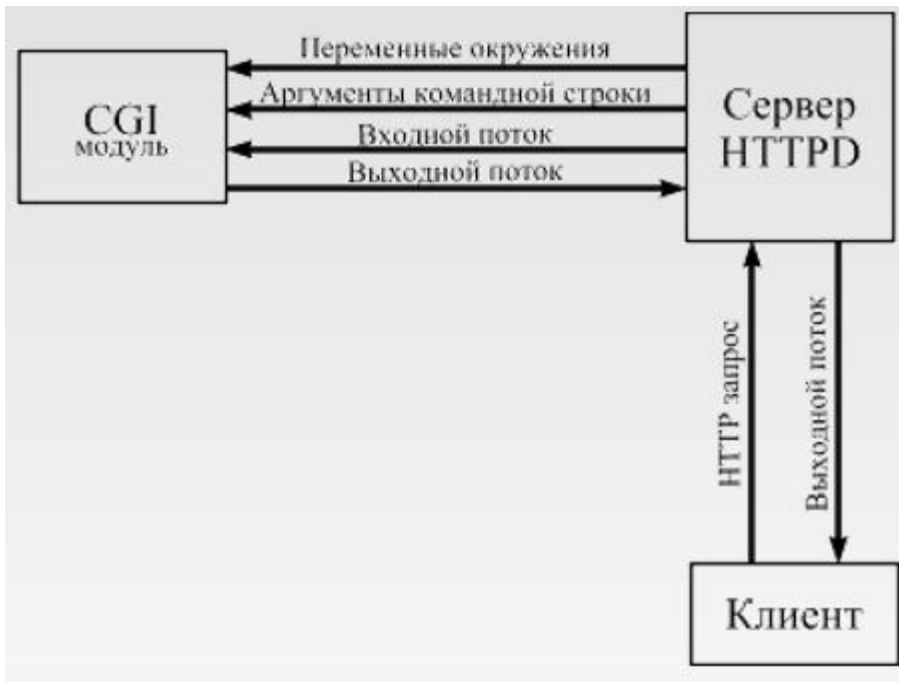 Переменные окружения
Аргументы командной строки
Входной поток
Выходной поток
CGI
модуль
Сервер
HTTPD
HTTP запрос
Выходной поток
Клиент